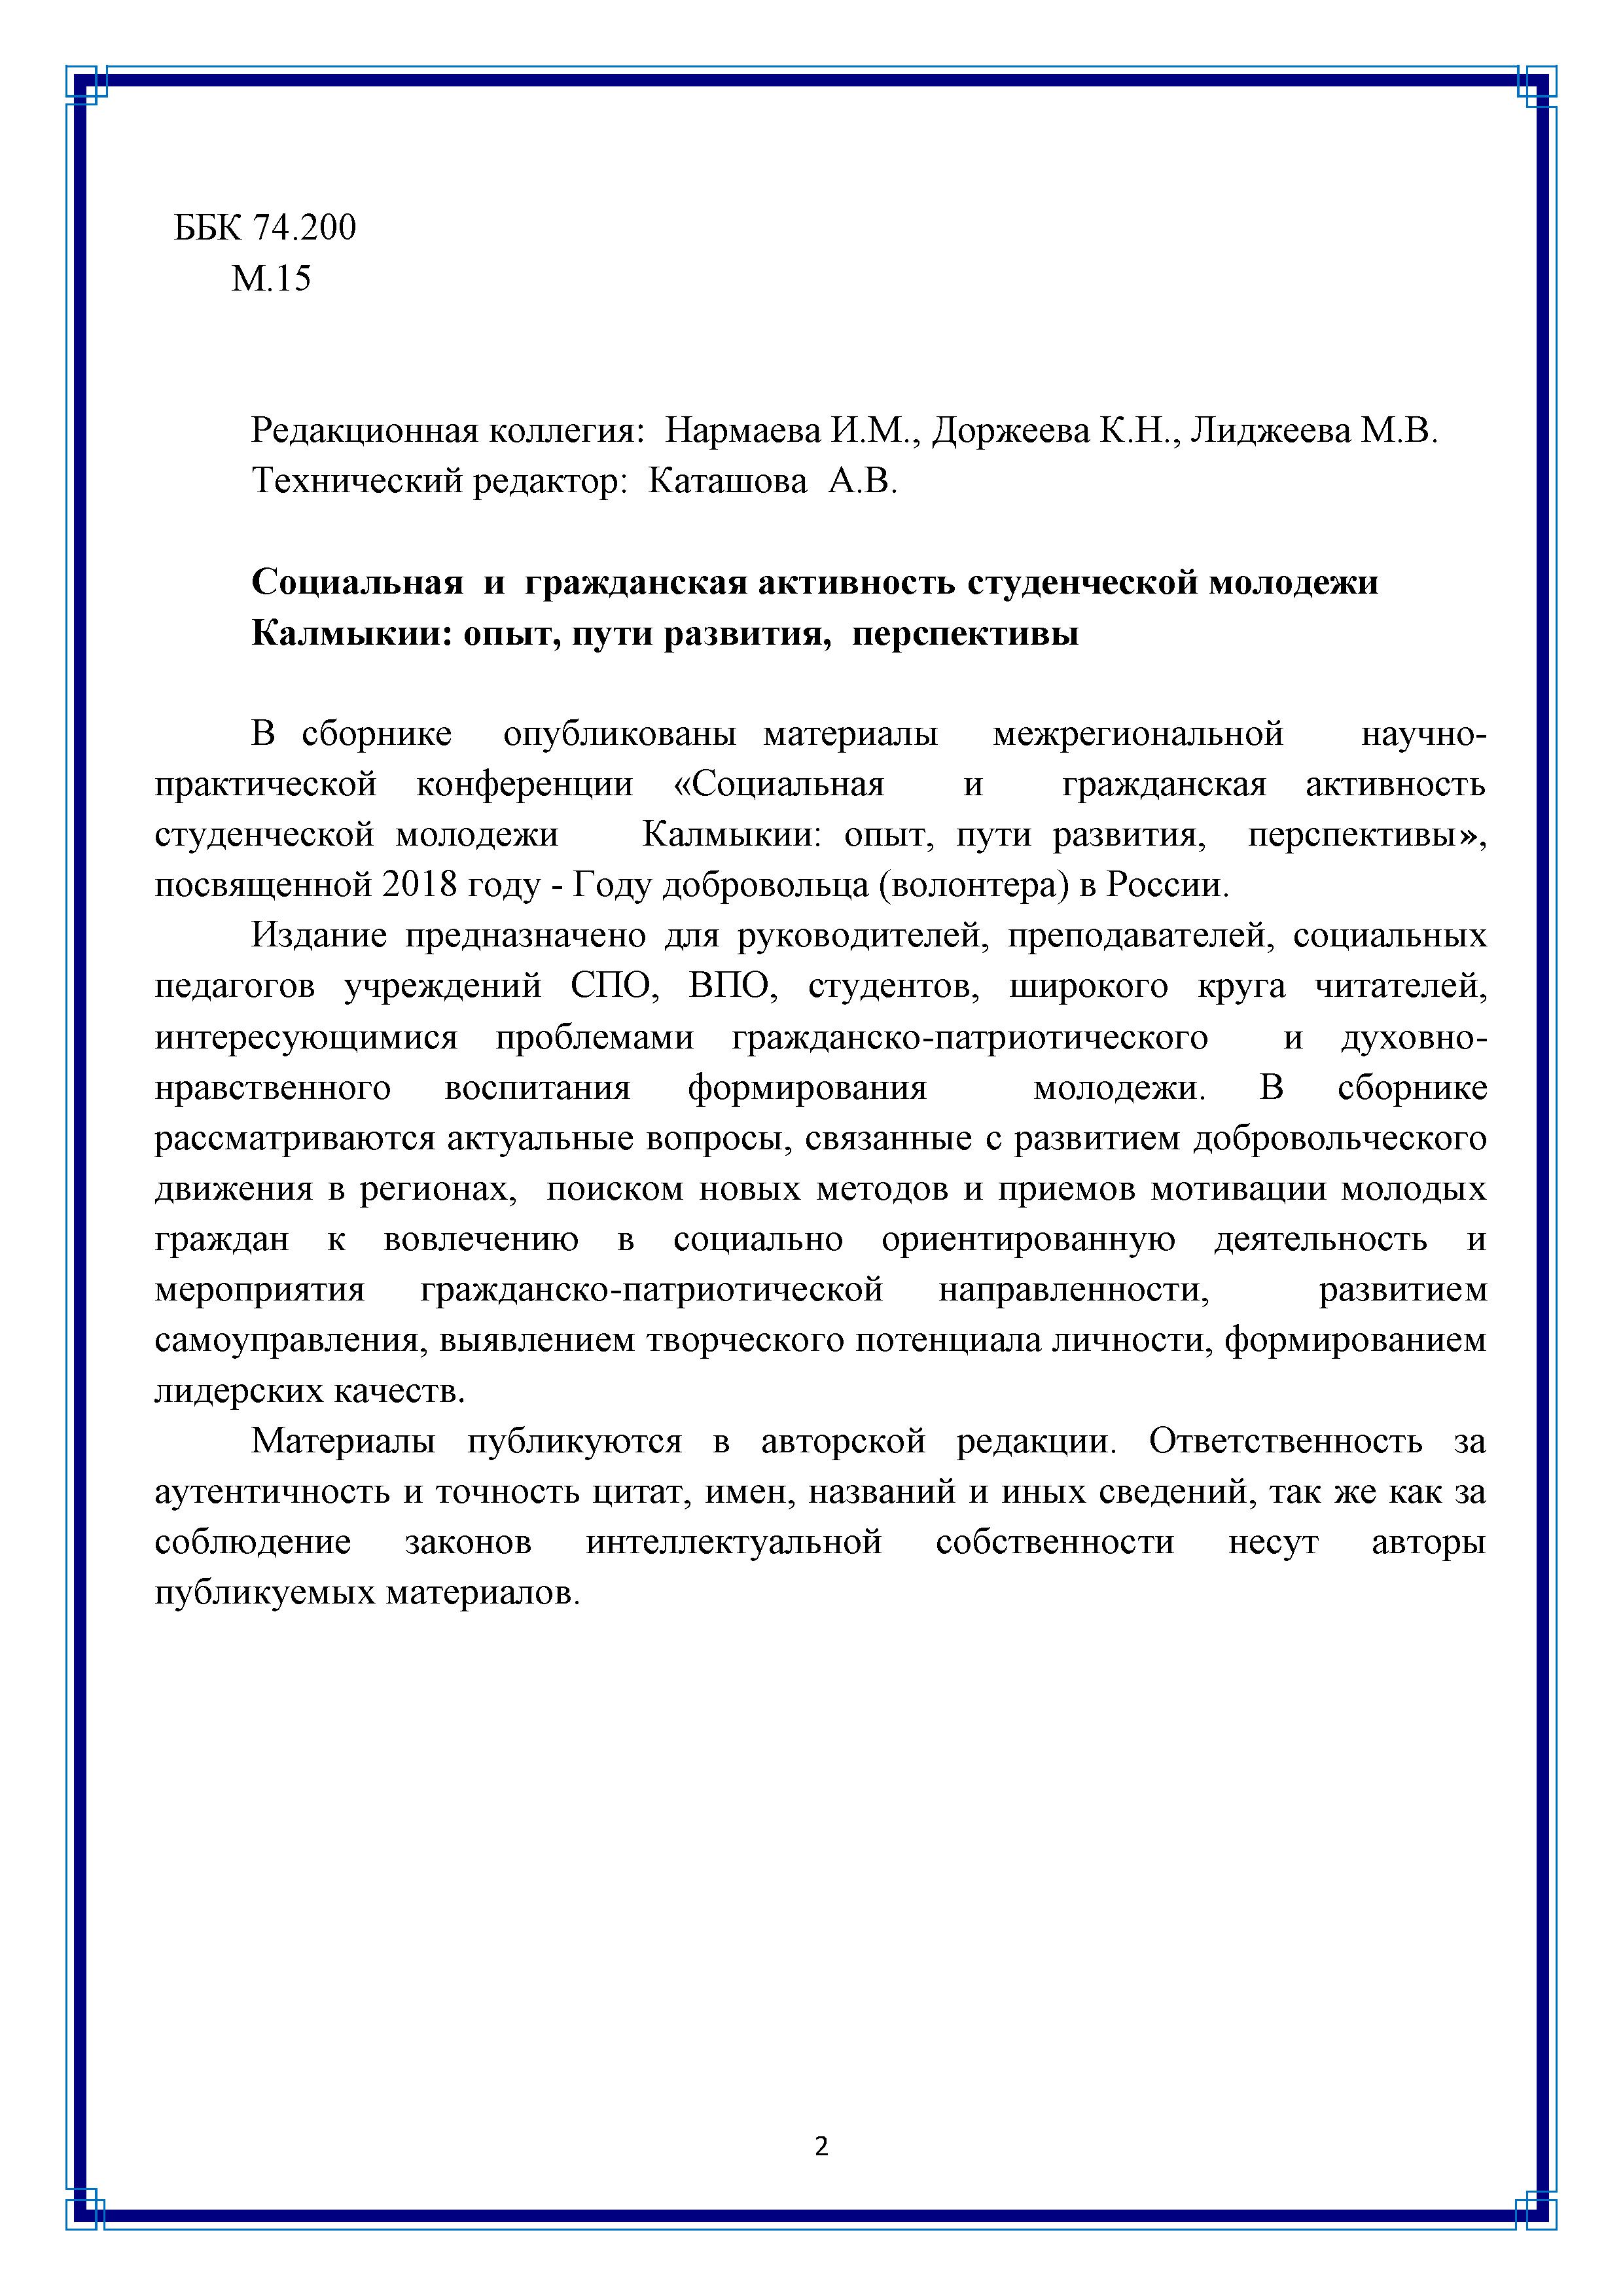 ББК 74.200
М.15
Редакционная коллегия: Нармаева И.М., Доржеева К.Н., Лиджеева М.В.
Технический редактор: Каташова А.В.
Социальная и гражданская активность студенческой молодежи
Калмыкии: опыт, пути развития, перспективы
В сборнике опубликованы материалы межрегиональной научно-
практической конференции «Социальная и гражданская активность
студенческой молодежи Калмыкии: опыт, пути развития, перспективы»,
посвященной 2018 году - Году добровольца (волонтера) в России.
Издание предназначено для руководителей, преподавателей, социальных
педагогов учреждений СПО, ВПО, студентов, широкого круга читателей,
интересующимися проблемами гражданско-патриотического и духовно-
нравственного воспитания формирования молодежи. В сборнике
рассматриваются актуальные вопросы, связанные с развитием добровольческого
движения в регионах, поиском новых методов и приемов мотивации молодых
граждан к вовлечению в социально ориентированную деятельность и
мероприятия гражданско-патриотической направленности, развитием
самоуправления, выявлением творческого потенциала личности, формированием
лидерских качеств.
Материалы публикуются в авторской редакции. Ответственность за
аутентичность и точность цитат, имен, названий и иных сведений, так же как за
соблюдение законов интеллектуальной собственности несут авторы
публикуемых материалов.
2